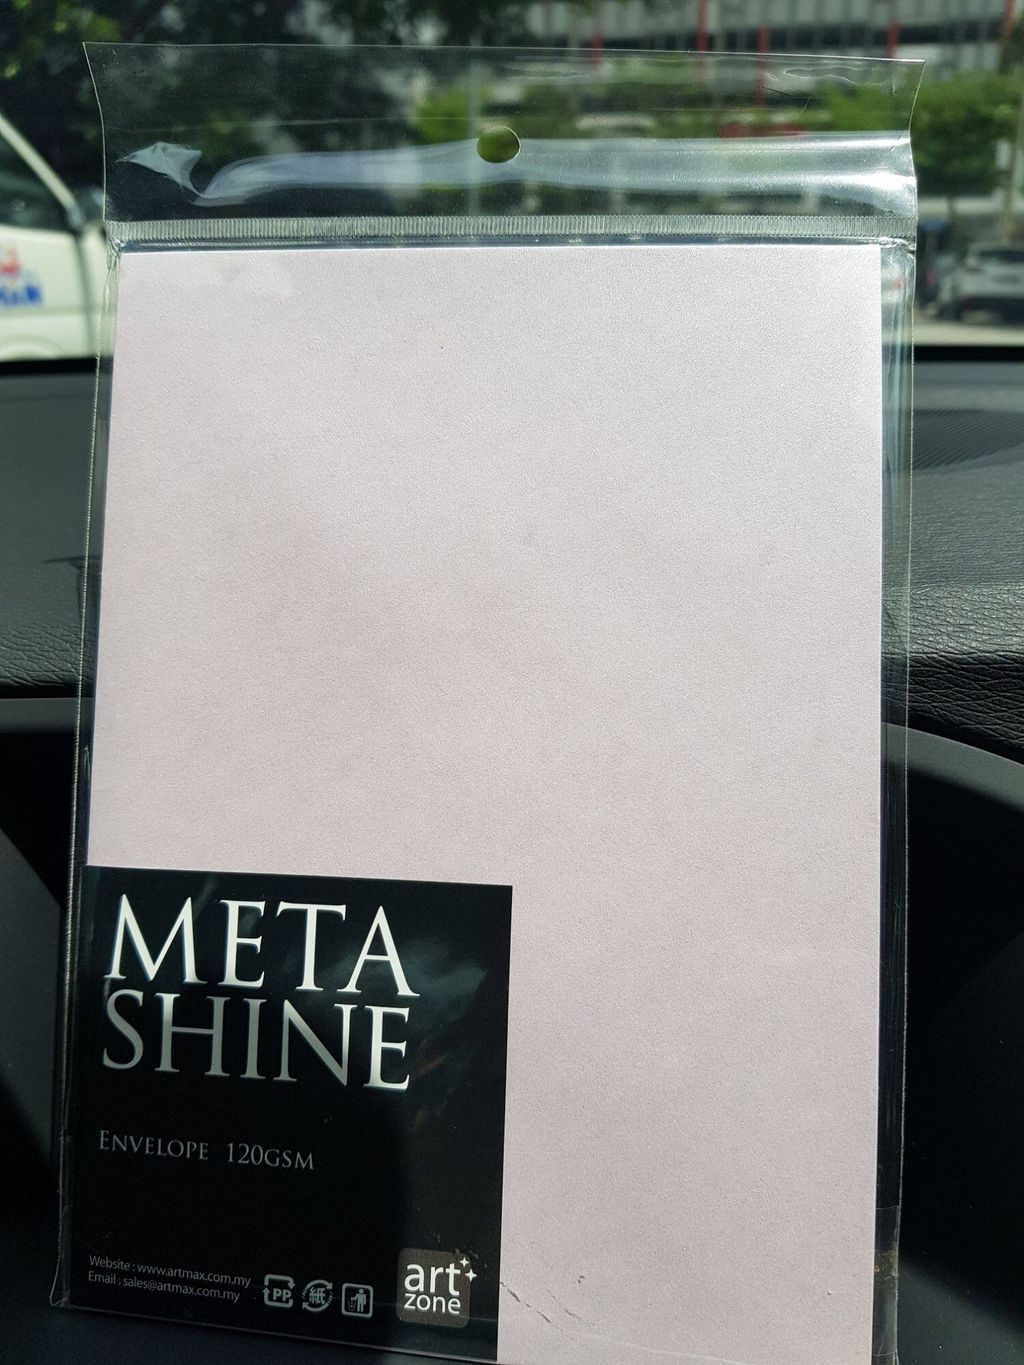 META
SHINE
ENVELOPE 120GSM
Website : www.artmax.com.my
Email : sales@artmax.com.my
PP
紙
art
zone